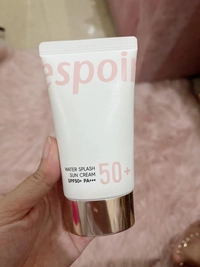 espoir
WATER SPLASH
SUN CREAM
SPF50+ PA+++
50+